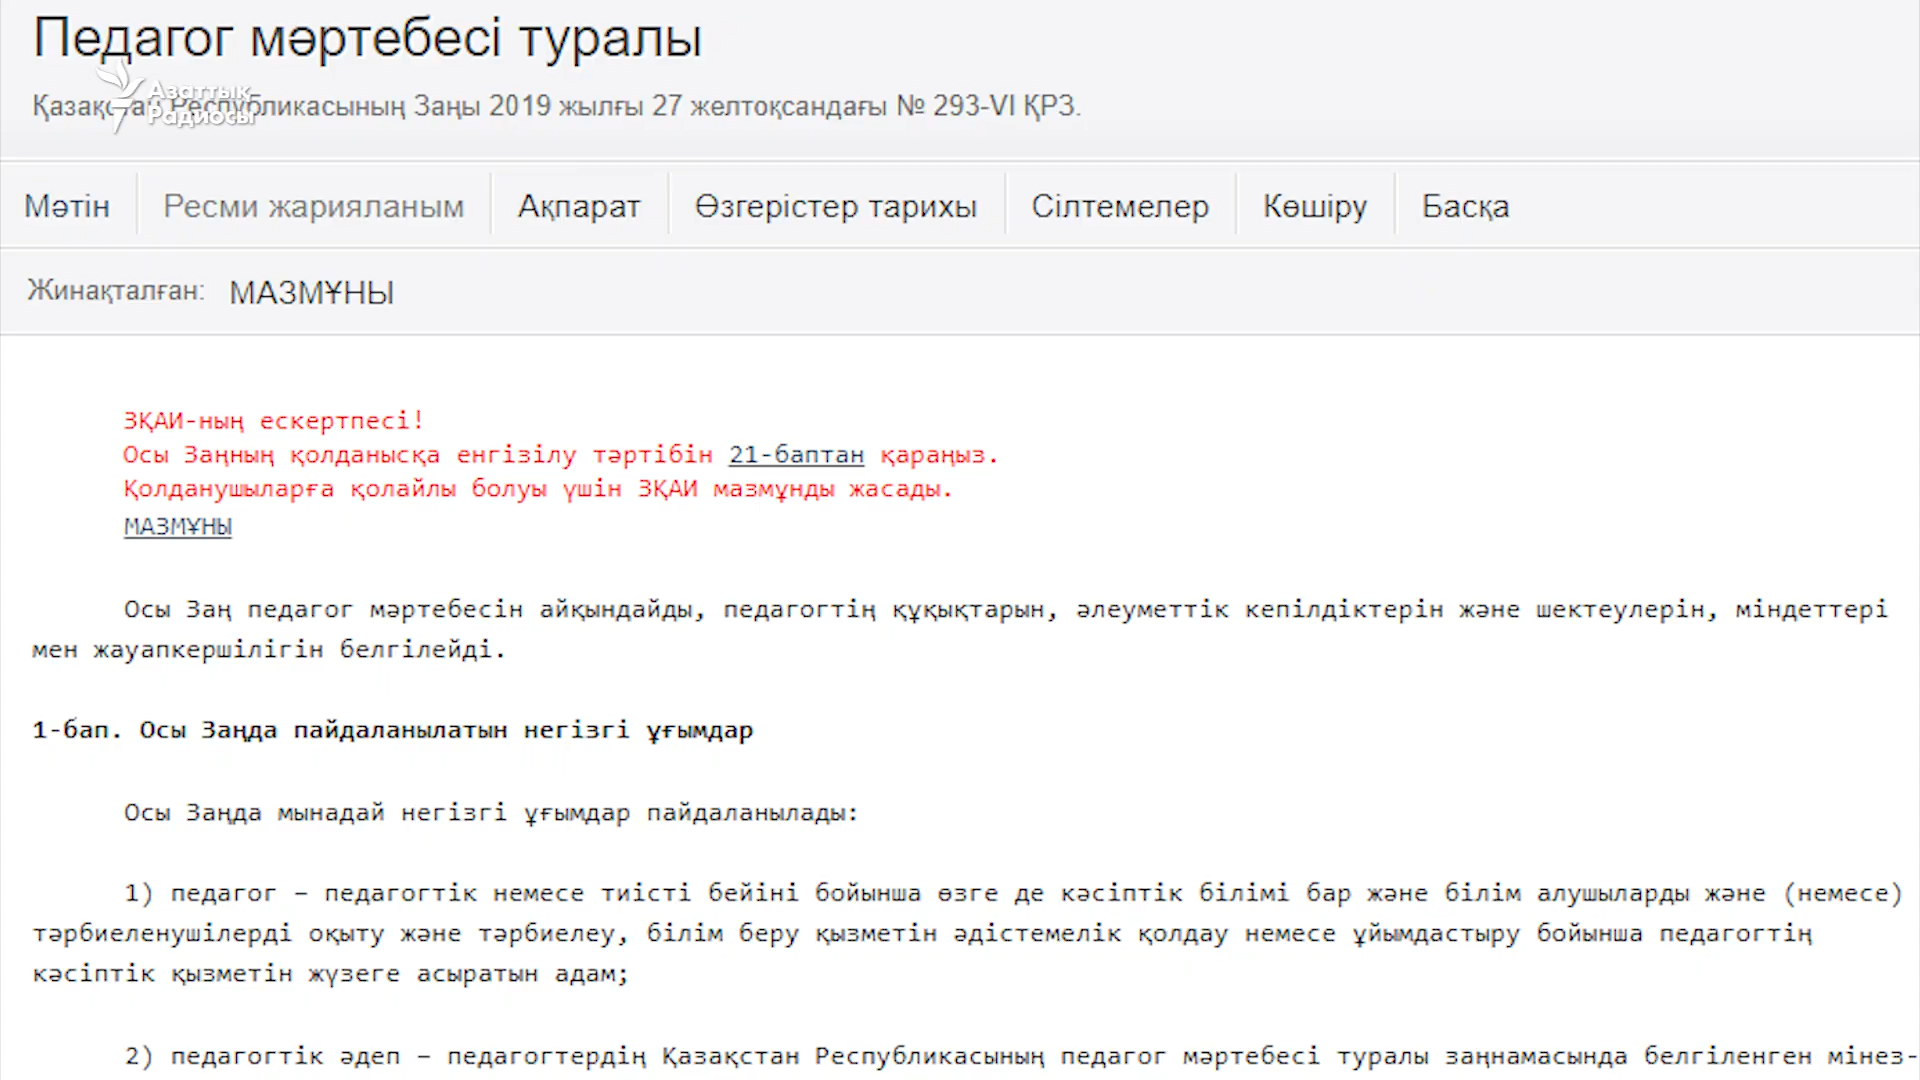 Педагог мәртебесі туралы
Азаттық
Радиосы
Қазақстан Республикасының Заңы 2019 жылғы 27 желтоқсандағы № 293-VI ҚРЗ.
Мәтін Ресми жарияланым Ақпарат Өзгерістер тарихы Сілтемелер Көшіру Басқа
Жинақталған: МАЗМҰНЫ
ЗҚАИ-ның ескертпесі!
Осы Заңның қолданысқа енгізілу тәртібін 21-баптан қараңыз.
Қолданушыларға қолайлы болуы үшін ЗҚАИ мазмұнды жасады.
МАЗМҰНЫ
Осы Заң педагог мәртебесін айқындайды, педагогтің құқықтарын, әлеуметтік кепілдіктерін және шектеулерін, міндеттері
мен жауапкершілігін белгілейді.
1-бап. Осы Заңда пайдаланылатын негізгі ұғымдар
Осы Заңда мынадай негізгі ұғымдар пайдаланылады:
1) педагог – педагогтік немесе тиісті бейіні бойынша өзге де кәсіптік білімі бар және білім алушыларды және (немесе)
тәрбиеленушілерді оқыту және тәрбиелеу, білім беру қызметін әдістемелік қолдау немесе ұйымдастыру бойынша педагогтің
кәсіптік қызметін жүзеге асыратын адам;
2) педагогтік әдеп – педагогтердің Қазақстан Республикасының педагог мәртебесі туралы заңнамасында белгіленген мінез-